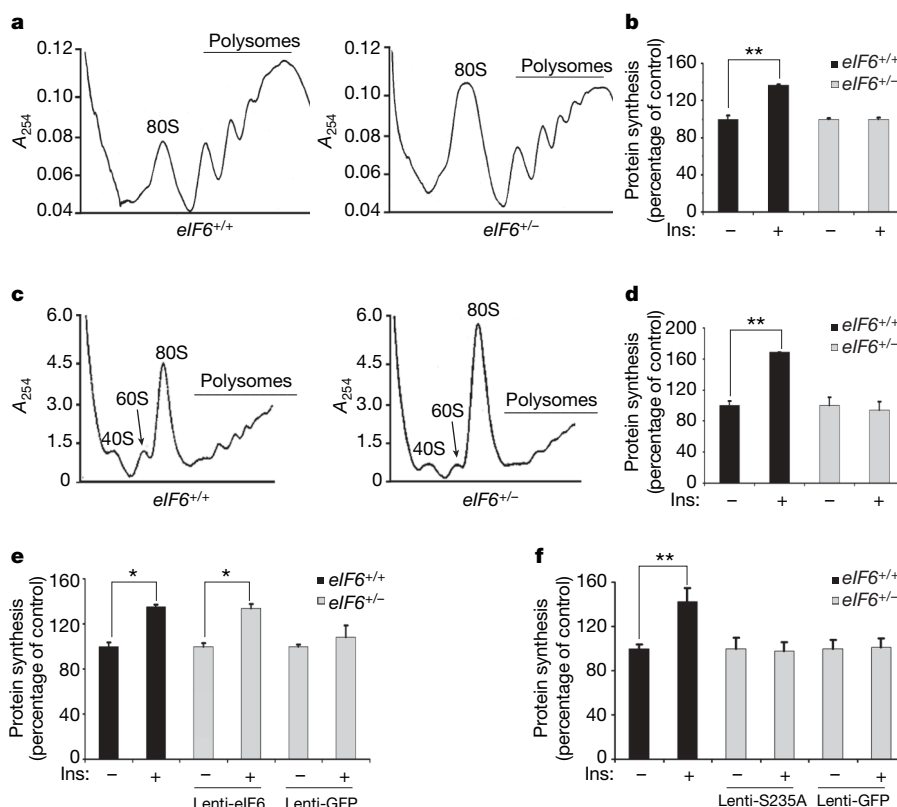 a
0.12
0.10
0.08
0.06
0.04
A254
80S
Polysomes
eIF6+/+
0.12
0.10
0.08
0.06
0.04
A254
80S
Polysomes
eIF6+/–
b
Protein synthesis
(percentage of control)
160
120
80
40
0
**
eIF6+/+
eIF6+/–
Ins: – + – +
c
6.0
4.5
3.0
1.5
0
A254
40S
60S
80S
Polysomes
eIF6+/+
6.0
4.5
3.0
1.5
0
A254
40S
60S
80S
Polysomes
eIF6+/–
d
Protein synthesis
(percentage of control)
200
160
120
80
40
0
**
eIF6+/+
eIF6+/–
Ins: – + – +
e
Protein synthesis
(percentage of control)
160
120
80
40
0
*
*
eIF6+/+
eIF6+/–
Ins: – + – + – +
Lenti-eIF6 Lenti-GFP
f
Protein synthesis
(percentage of control)
160
120
80
40
0
**
eIF6+/+
eIF6+/–
Ins: – + – + – +
Lenti-S235A Lenti-GFP